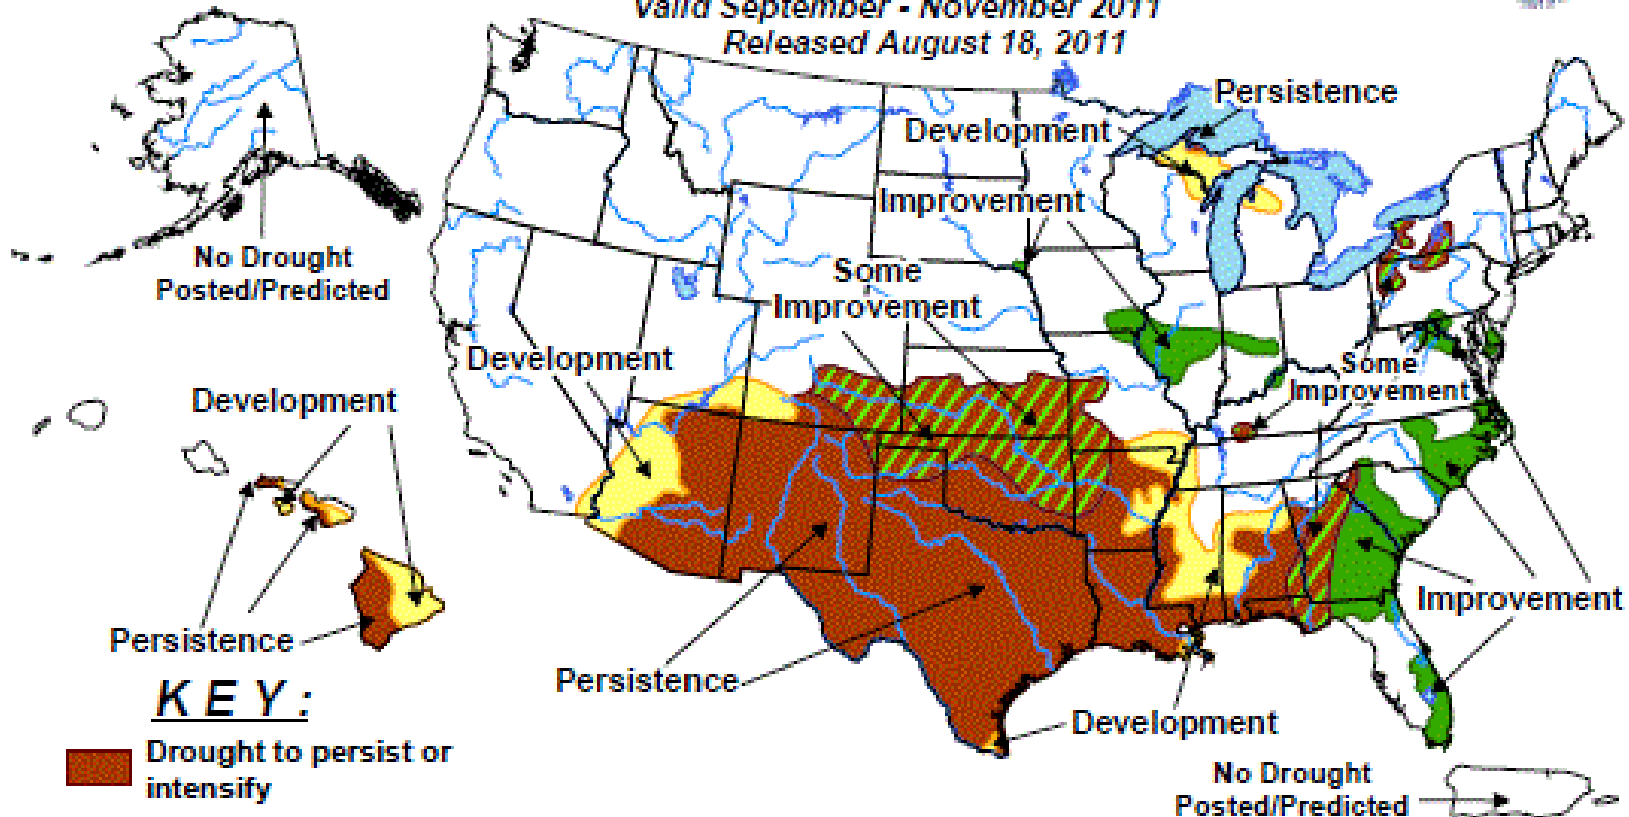 Valid September - November 2011
Released August 18, 2011
Persistence
Development
Improvement
No Drought
Posted/Predicted
Some
Improvement
Development
Some
Improvement
Development
Improvement
Persistence
Persistence
Development
KEY:
Drought to persist or
intensify
No Drought
Posted/Predicted